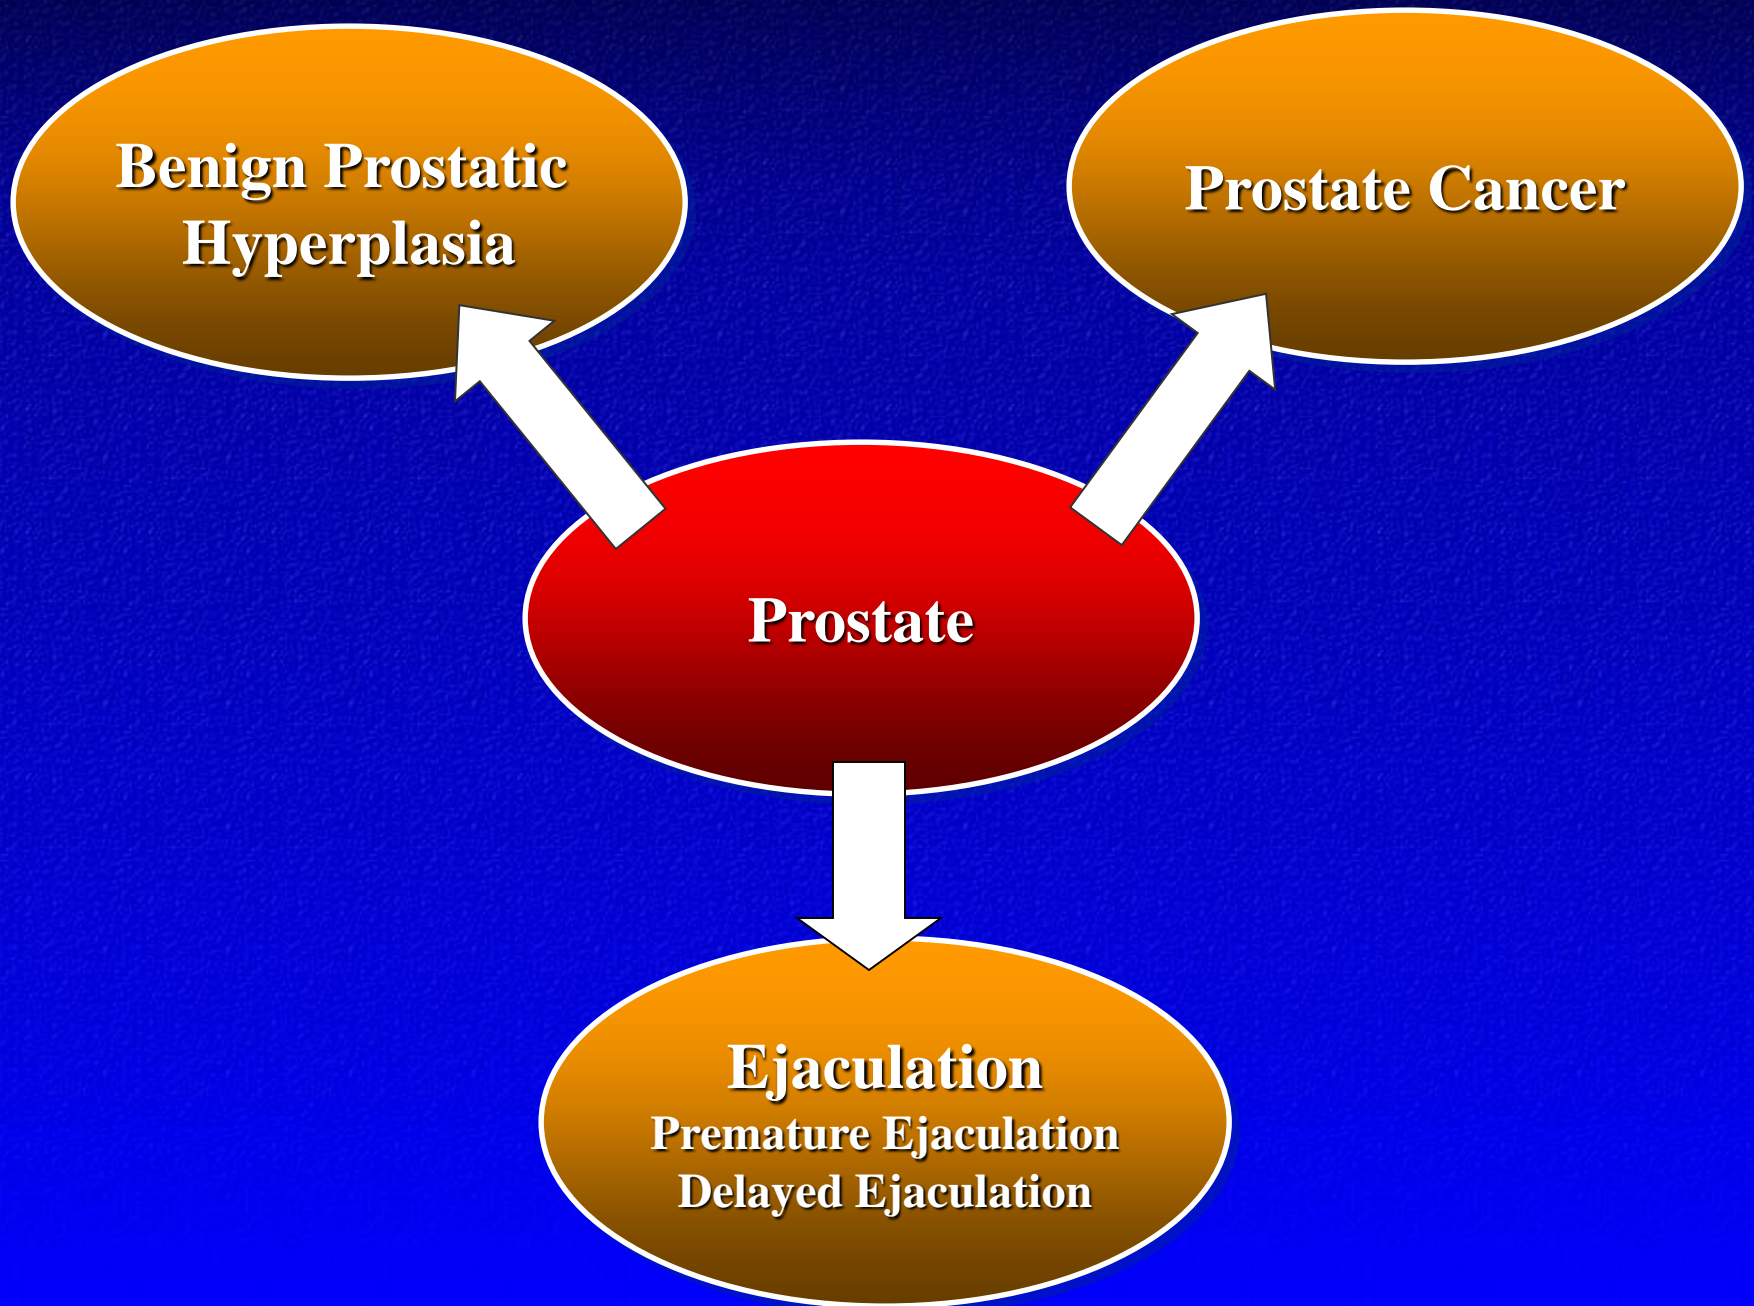 Benign Prostatic
Hyperplasia
Prostate Cancer
Prostate
Ejaculation
Premature Ejaculation
Delayed Ejaculation